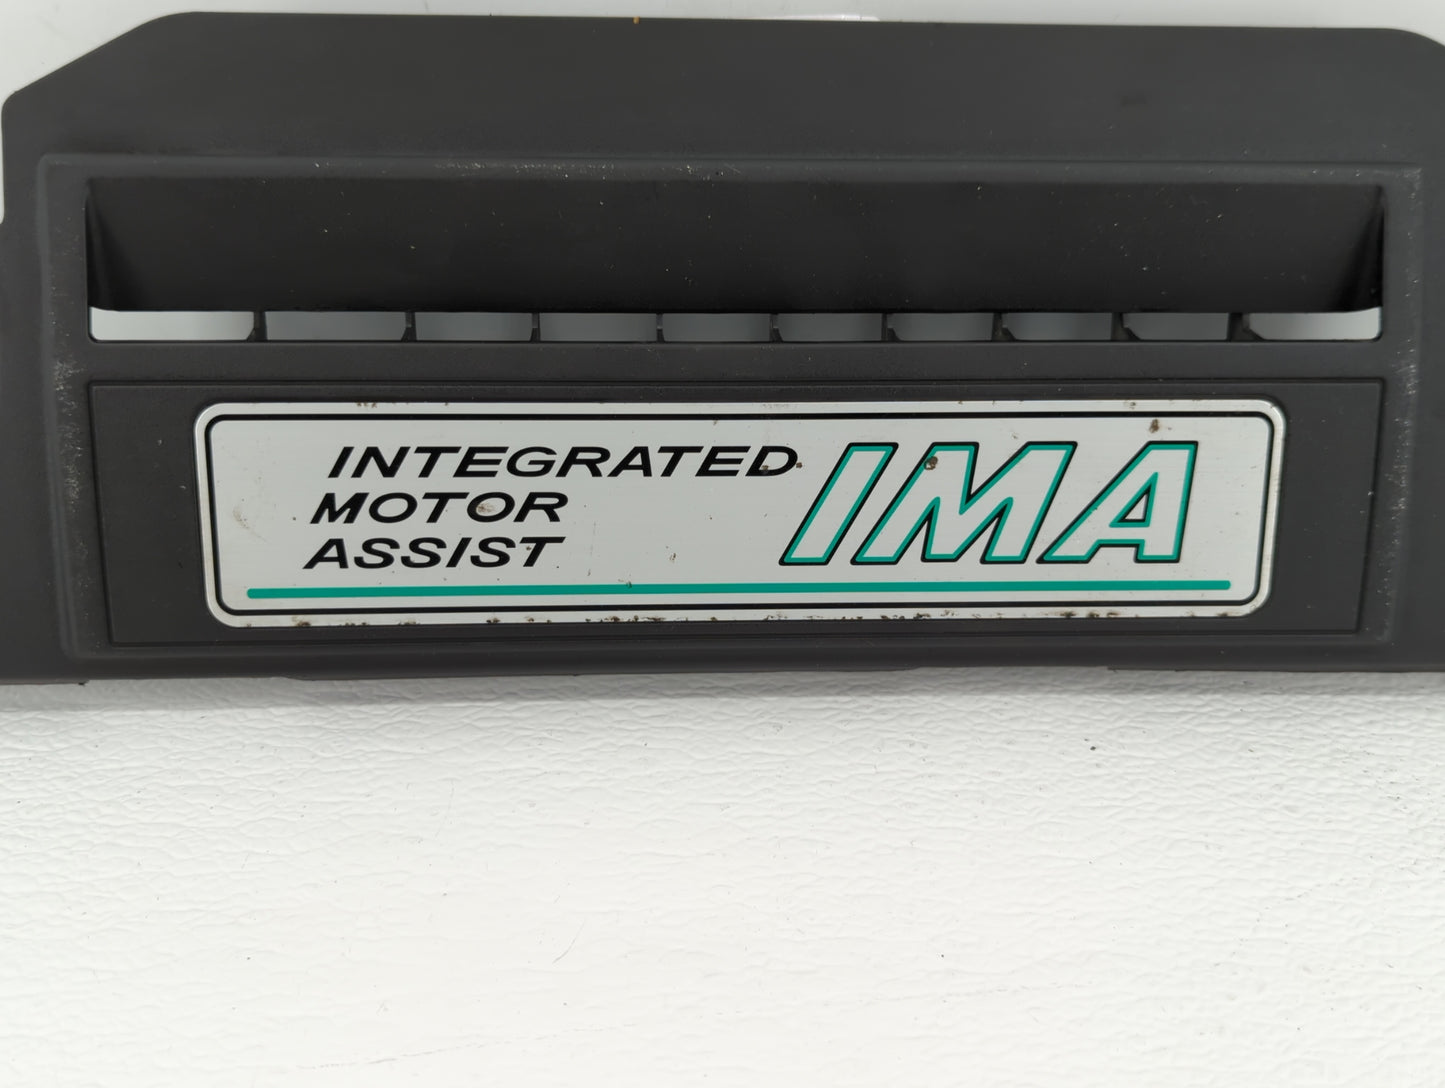 INTEGRATED
MOTOR
ASSIST
IMA